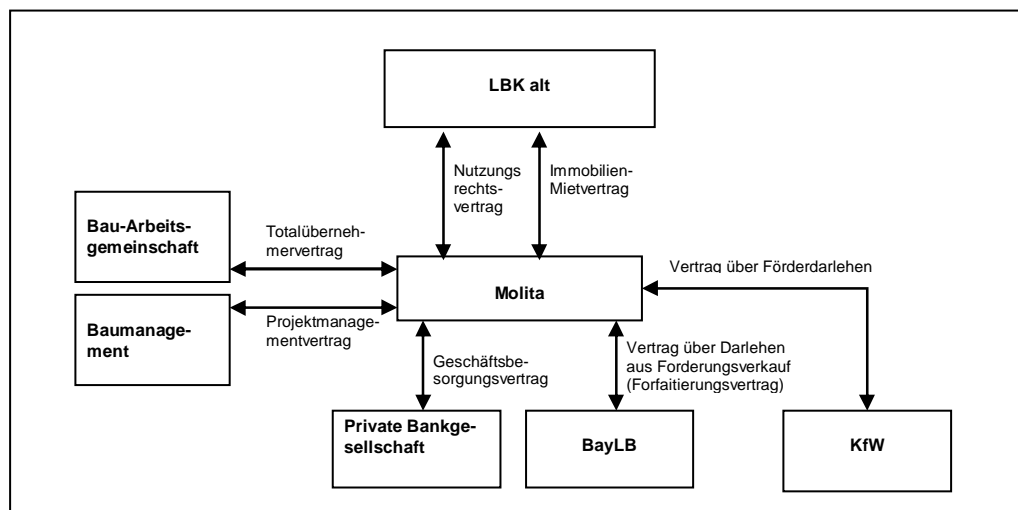 LBK alt
Nutzungs
rechts-
vertrag
Immobilien-
Mietvertrag
Bau-Arbeits-
gemeinschaft
Totalüberneh-
mervertrag
Vertrag über Förderdarlehen
Molita
Baumanage-
ment
Projektmanage-
mentvertrag
Geschäftsbe-
sorgungsvertrag
Vertrag über Darlehen
aus Forderungsverkauf
(Forfaitierungsvertrag)
Private Bankge-
sellschaft
BayLB
KfW